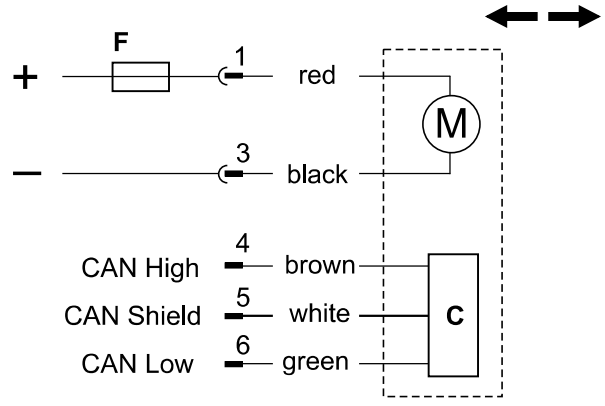 F
+ 1 red
M
− 3 black
4
CAN High brown
5
CAN Shield white C
6
CAN Low green